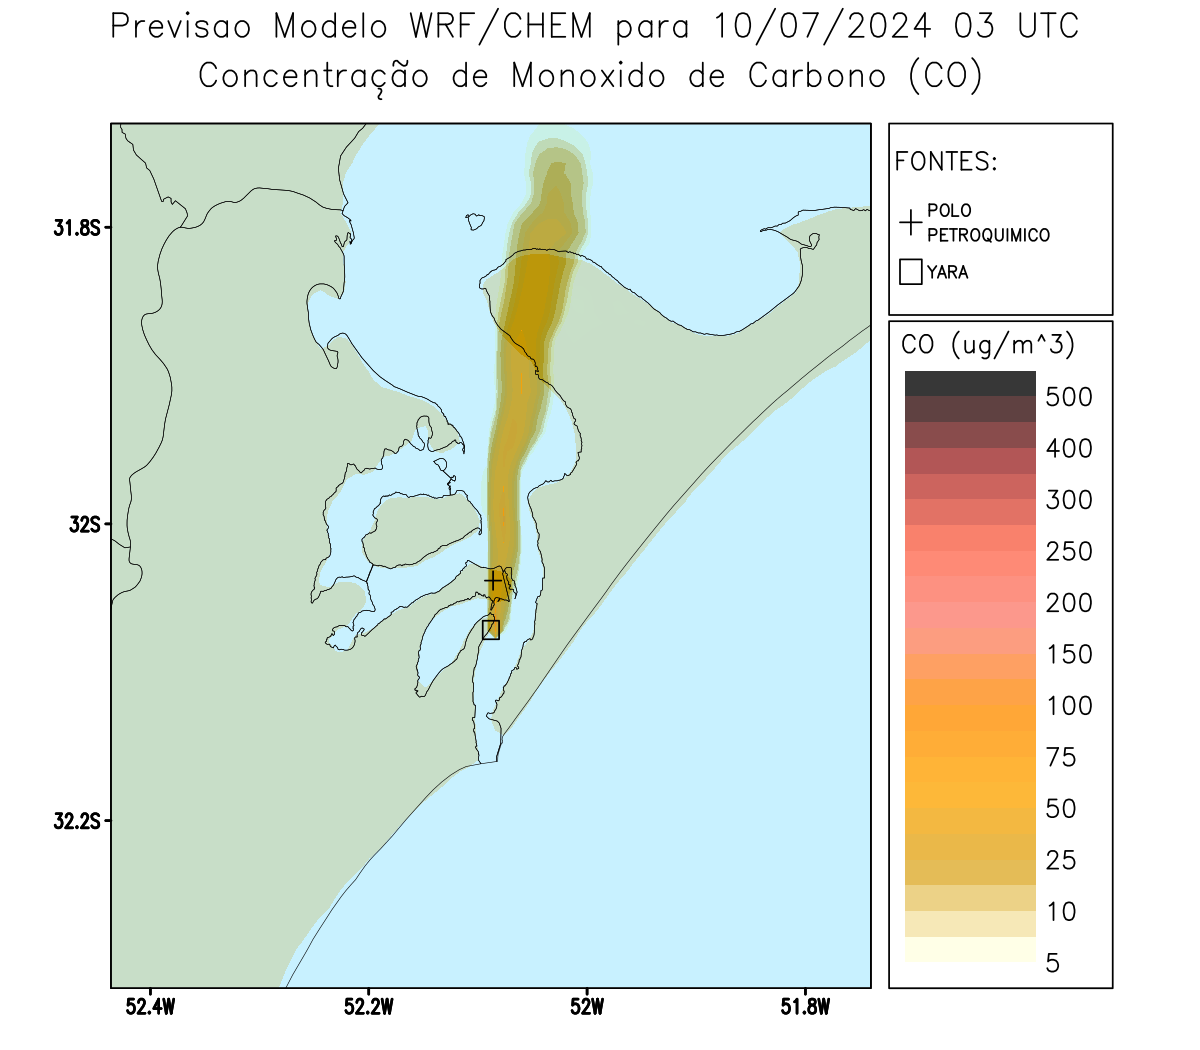 Previsao Modelo WRF/CHEM para 10/07/2024 03 UTC
Concentração de Monoxido de Carbono (CO)
FONTES:
POLO
PETROQUIMICO
YARA
31.8S
32S
32.2S
52.4W
52.2W
52W
51.8W
CO (ug/m^3)
500
400
300
250
200
150
100
75
50
25
10
5